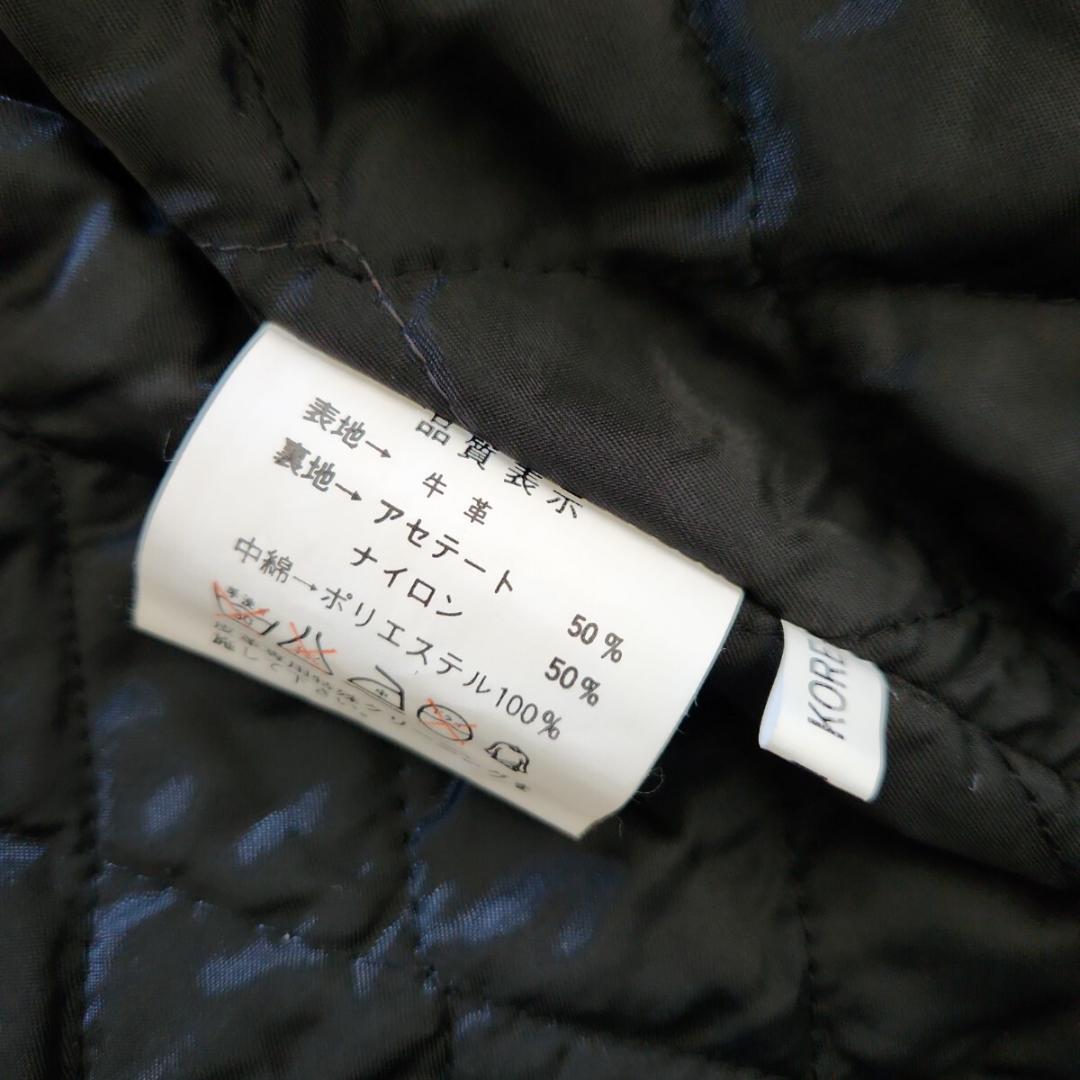 品質表示
表地→ 牛革
裏地→ アセテート 50%
ナイロン 50%
中綿→ポリエステル100%
中
KORE